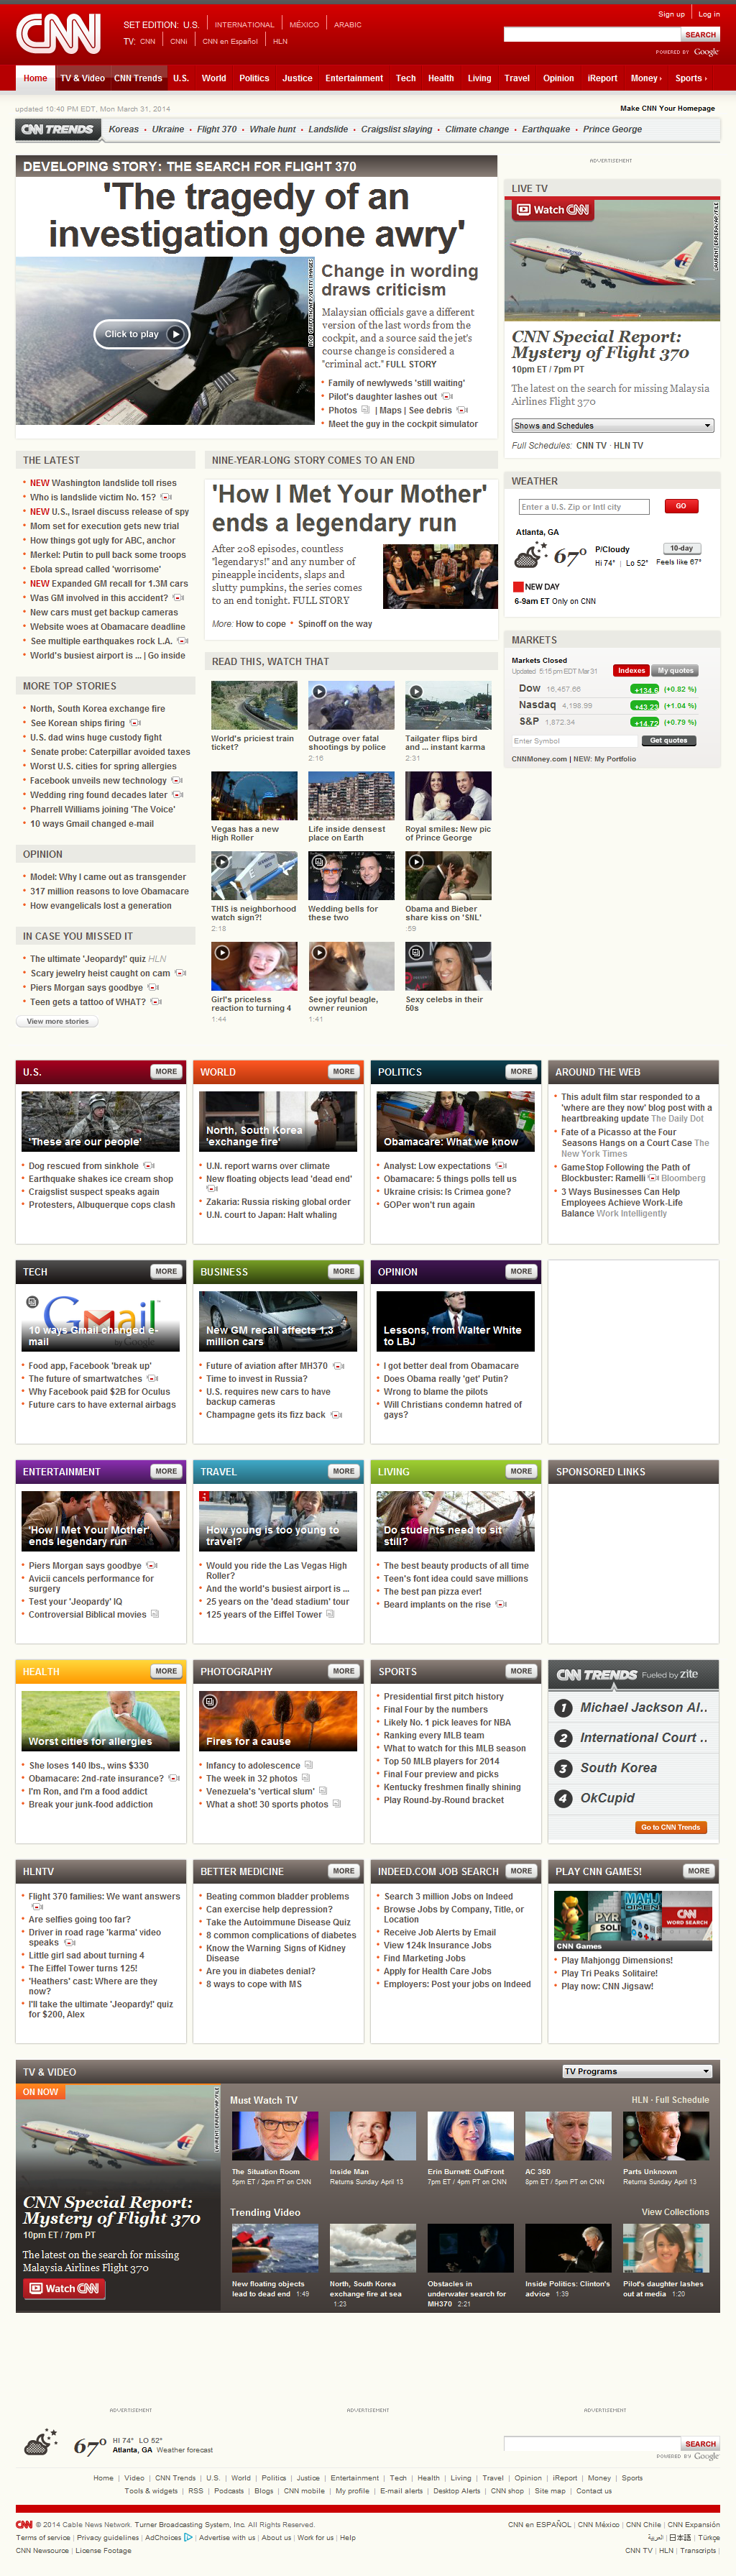 CNN
SET EDITION: U.S. INTERNATIONAL MÉXICO ARABIC
TV: CNN CNNi CNN en Español HLN
Sign up Log in
SEARCH
POWERED BY Google
Home TV & Video CNN Trends U.S. World Politics Justice Entertainment Tech Health Living Travel Opinion iReport Money Sports
updated 10:40 PM EDT, Mon March 31, 2014
Make CNN Your Homepage
CNN TRENDS Koreas • Ukraine • Flight 370 • Whale hunt • Landslide • Craigslist slaying • Climate change • Earthquake • Prince George
DEVELOPING STORY: THE SEARCH FOR FLIGHT 370
'The tragedy of an
investigation gone awry'
Click to play
Change in wording
draws criticism
Malaysian officials gave a different
version of the last words from the
cockpit, and a source said the jet's
course change is considered a
"criminal act." FULL STORY
Family of newlyweds 'still waiting'
Pilot's daughter lashes out
Photos | Maps | See debris
Meet the guy in the cockpit simulator
ADVERTISEMENT
LIVE TV
Watch CNN
CNN Special Report:
Mystery of Flight 370
10pm ET / 7pm PT
The latest on the search for missing Malaysia
Airlines Flight 370
Shows and Schedules
Full Schedules: CNN TV · HLN TV
THE LATEST
NEW Washington landslide toll rises
Who is landslide victim No. 15?
NEW U.S., Israel discuss release of spy
Mom set for execution gets new trial
How things got ugly for ABC, anchor
Merkel: Putin to pull back some troops
Ebola spread called 'worrisome'
NEW Expanded GM recall for 1.3M cars
Was GM involved in this accident?
New cars must get backup cameras
Website woes at Obamacare deadline
See multiple earthquakes rock L.A.
World's busiest airport is ... | Go inside
MORE TOP STORIES
North, South Korea exchange fire
See Korean ships firing
U.S. dad wins huge custody fight
Senate probe: Caterpillar avoided taxes
Worst U.S. cities for spring allergies
Facebook unveils new technology
Wedding ring found decades later
Pharrell Williams joining 'The Voice'
10 ways Gmail changed e-mail
OPINION
Model: Why I came out as transgender
317 million reasons to love Obamacare
How evangelicals lost a generation
IN CASE YOU MISSED IT
The ultimate 'Jeopardy!' quiz HLN
Scary jewelry heist caught on cam
Piers Morgan says goodbye
Teen gets a tattoo of WHAT?
View more stories
NINE-YEAR-LONG STORY COMES TO AN END
'How I Met Your Mother'
ends a legendary run
After 208 episodes, countless
"legendarys!" and any number of
pineapple incidents, slaps and
slutty pumpkins, the series comes
to an end tonight. FULL STORY
More: How to cope • Spinoff on the way
READ THIS, WATCH THAT
World's priciest train
ticket?
Outrage over fatal
shootings by police
2:16
Tailgater flips bird
and ... instant karma
2:31
Vegas has a new
High Roller
Life inside densest
place on Earth
Royal smiles: New pic
of Prince George
THIS is neighborhood
watch sign?!
2:18
Wedding bells for
these two
Obama and Bieber
share kiss on 'SNL'
:59
Girl's priceless
reaction to turning 4
1:44
See joyful beagle,
owner reunion
1:41
Sexy celebs in their
50s
WEATHER
Enter a U.S. Zip or Intl city GO
Atlanta, GA
67° P/Cloudy
Hi 74° | Lo 52°
10-day
Feels like 67°
NEW DAY
6-9am ET Only on CNN
MARKETS
Markets Closed
Updated 5:15 pm EDT Mar 31
Indexes My quotes
Dow 16,457.66 +134.6 (+0.82 %)
Nasdaq 4,198.99 +43.23 (+1.04 %)
S&P 1,872.34 +14.72 (+0.79 %)
Enter Symbol Get quotes
CNNMoney.com | NEW: My Portfolio
U.S. MORE
'These are our people'
Dog rescued from sinkhole
Earthquake shakes ice cream shop
Craigslist suspect speaks again
Protesters, Albuquerque cops clash
WORLD MORE
North, South Korea
'exchange fire'
U.N. report warns over climate
New floating objects lead 'dead end'
Zakaria: Russia risking global order
U.N. court to Japan: Halt whaling
POLITICS MORE
Obamacare: What we know
Analyst: Low expectations
Obamacare: 5 things polls tell us
Ukraine crisis: Is Crimea gone?
GOPer won't run again
AROUND THE WEB
This adult film star responded to a
'where are they now' blog post with a
heartbreaking update The Daily Dot
Fate of a Picasso at the Four
Seasons Hangs on a Court Case The
New York Times
GameStop Following the Path of
Blockbuster: Ramelli Bloomberg
3 Ways Businesses Can Help
Employees Achieve Work-Life
Balance Work Intelligently
TECH MORE
Gmail
10 ways Gmail changed e-
mail
Food app, Facebook 'break up'
The future of smartwatches
Why Facebook paid $2B for Oculus
Future cars to have external airbags
BUSINESS MORE
New GM recall affects 1.3
million cars
Future of aviation after MH370
Time to invest in Russia?
U.S. requires new cars to have
backup cameras
Champagne gets its fizz back
OPINION MORE
Lessons, from Walter White
to LBJ
I got better deal from Obamacare
Does Obama really 'get' Putin?
Wrong to blame the pilots
Will Christians condemn hatred of
gays?
ENTERTAINMENT MORE
'How I Met Your Mother'
ends legendary run
Piers Morgan says goodbye
Avicii cancels performance for
surgery
Test your 'Jeopardy' IQ
Controversial Biblical movies
TRAVEL MORE
How young is too young to
travel?
Would you ride the Las Vegas High
Roller?
And the world's busiest airport is ...
25 years on the 'dead stadium' tour
125 years of the Eiffel Tower
LIVING MORE
Do students need to sit
still?
The best beauty products of all time
Teen's font idea could save millions
The best pan pizza ever!
Beard implants on the rise
SPONSORED LINKS
HEALTH MORE
Worst cities for allergies
She loses 140 lbs., wins $330
Obamacare: 2nd-rate insurance?
I'm Ron, and I'm a food addict
Break your junk-food addiction
PHOTOGRAPHY MORE
Fires for a cause
Infancy to adolescence
The week in 32 photos
Venezuela's 'vertical slum'
What a shot! 30 sports photos
SPORTS MORE
Presidential first pitch history
Final Four by the numbers
Likely No. 1 pick leaves for NBA
Ranking every MLB team
What to watch for this MLB season
Top 50 MLB players for 2014
Final Four preview and picks
Kentucky freshmen finally shining
Play Round-by-Round bracket
CNN TRENDS Fueled by zite
1 Michael Jackson Al..
2 International Court ..
3 South Korea
4 OkCupid
Go to CNN Trends
HLNTV
Flight 370 families: We want answers
Are selfies going too far?
Driver in road rage 'karma' video
speaks
Little girl sad about turning 4
The Eiffel Tower turns 125!
'Heathers' cast: Where are they
now?
I'll take the ultimate 'Jeopardy!' quiz
for $200, Alex
BETTER MEDICINE MORE
Beating common bladder problems
Can exercise help depression?
Take the Autoimmune Disease Quiz
8 common complications of diabetes
Know the Warning Signs of Kidney
Disease
Are you in diabetes denial?
8 ways to cope with MS
INDEED.COM JOB SEARCH MORE
Search 3 million Jobs on Indeed
Browse Jobs by Company, Title, or
Location
Receive Job Alerts by Email
View 124k Insurance Jobs
Find Marketing Jobs
Apply for Health Care Jobs
Employers: Post your jobs on Indeed
PLAY CNN GAMES! MORE
CNN
WORD SEARCH
CNN Games
Play Mahjongg Dimensions!
Play Tri Peaks Solitaire!
Play now: CNN Jigsaw!
TV & VIDEO TV Programs
ON NOW
CNN Special Report:
Mystery of Flight 370
10pm ET / 7pm PT
The latest on the search for missing
Malaysia Airlines Flight 370
Watch CNN
Must Watch TV HLN - Full Schedule
The Situation Room
5pm ET / 2pm PT on CNN
Inside Man
Returns Sunday April 13
Erin Burnett: OutFront
7pm ET / 4pm PT on CNN
AC 360
8pm ET / 5pm PT on CNN
Parts Unknown
Returns Sunday April 13
Trending Video View Collections
New floating objects
lead to dead end 1:49
North, South Korea
exchange fire at sea
1:23
Obstacles in
underwater search for
MH370 2:21
Inside Politics: Clinton's
advice 1:39
Pilot's daughter lashes
out at media 1:20
ADVERTISEMENT ADVERTISEMENT ADVERTISEMENT
67° HI 74° LO 52°
Atlanta, GA Weather forecast
SEARCH
POWERED BY Google
Home | Video | CNN Trends | U.S. | World | Politics | Justice | Entertainment | Tech | Health | Living | Travel | Opinion | iReport | Money | Sports
Tools & widgets | RSS | Podcasts | Blogs | CNN mobile | My profile | E-mail alerts | Desktop Alerts | CNN shop | Site map | Contact us
CNN © 2014 Cable News Network. Turner Broadcasting System, Inc. All Rights Reserved.
Terms of service | Privacy guidelines | AdChoices | Advertise with us | About us | Work for us | Help
CNN Newsource | License Footage
CNN en ESPAÑOL | CNN México | CNN Chile | CNN Expansión
العربية | 日本語 | Türkçe
CNN TV | HLN | Transcripts |